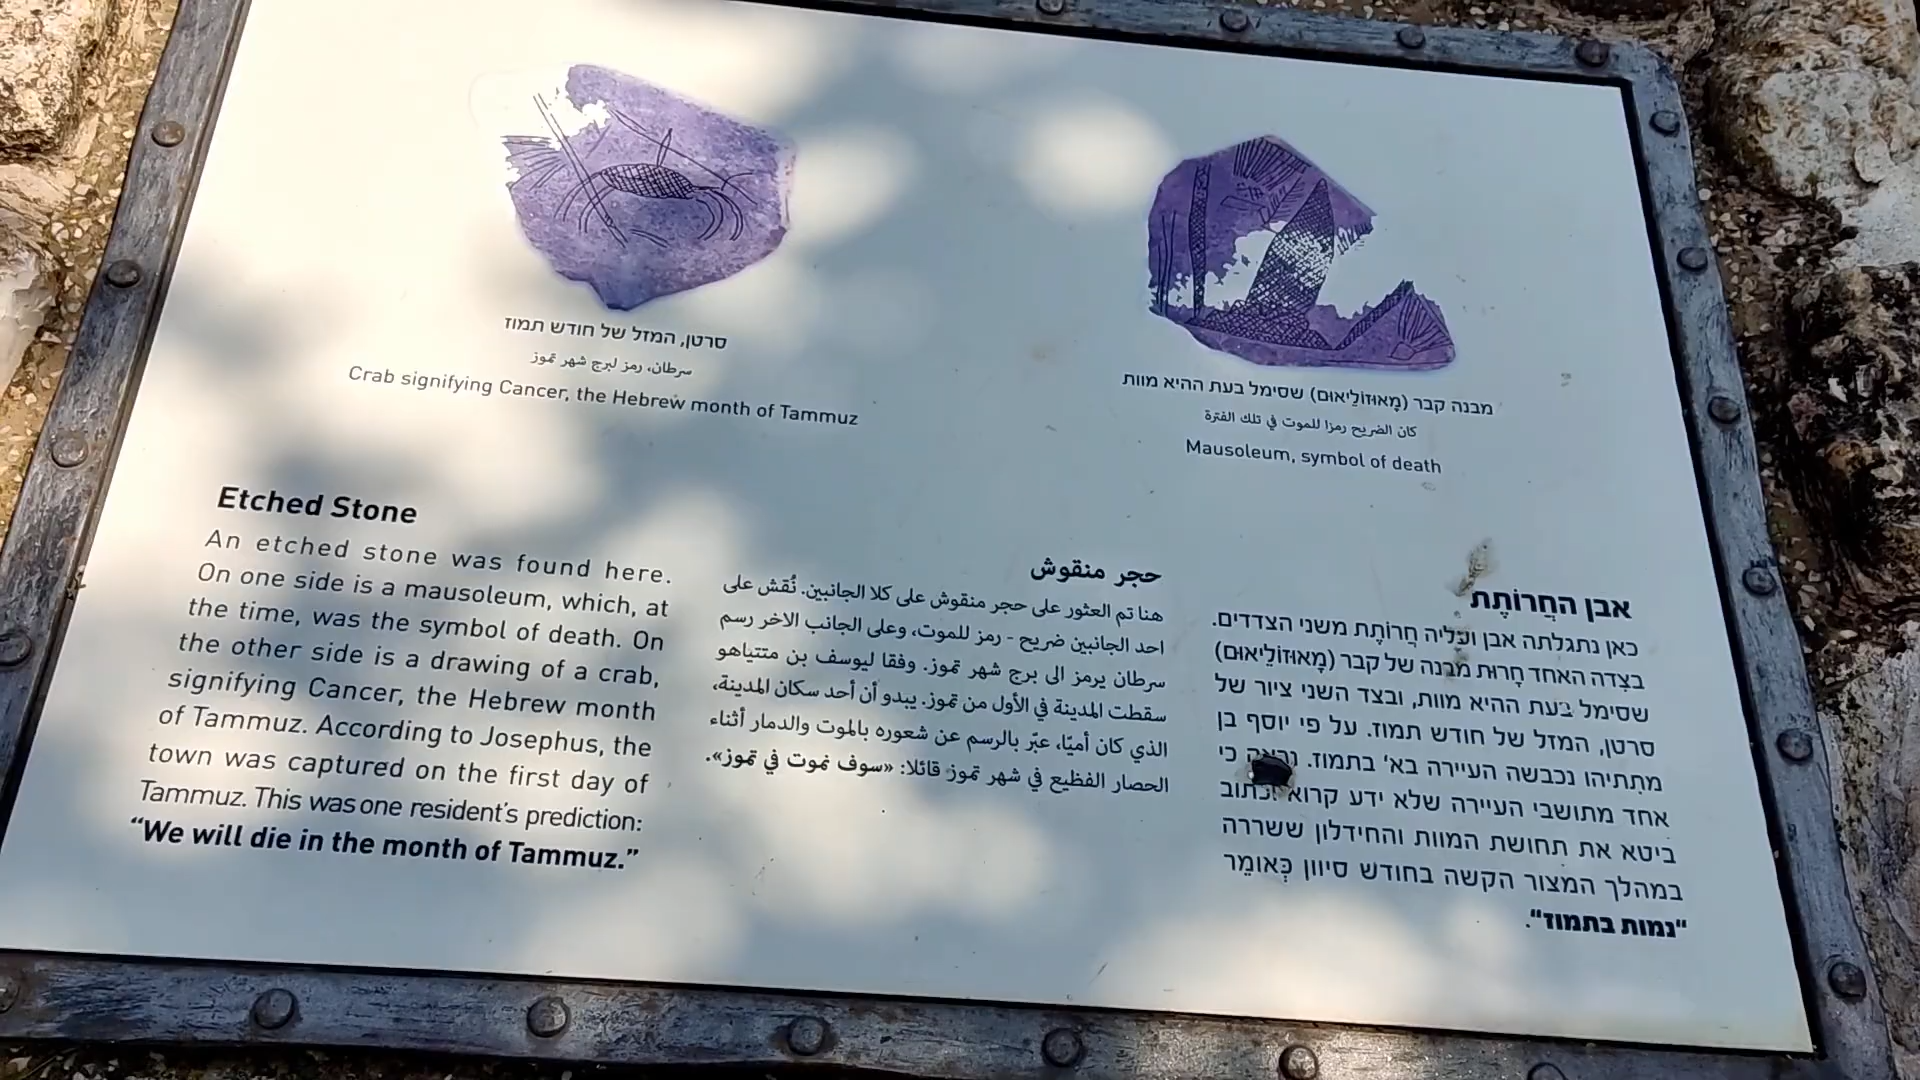 סרטן, המזל של חודש תמוז
سرطان، رمز لبرج شهر تموز
Crab signifying Cancer, the Hebrew month of Tammuz
מבנה קבר (מָאוּזוֹלֵיאוּם) שסימל בעת ההיא מוות
كان الضريح رمزا للموت في تلك الفترة
Mausoleum, symbol of death
Etched Stone
An etched stone was found here.
On one side is a mausoleum, which, at
the time, was the symbol of death. On
the other side is a drawing of a crab,
signifying Cancer, the Hebrew month
of Tammuz. According to Josephus, the
town was captured on the first day of
Tammuz. This was one resident's prediction:
“We will die in the month of Tammuz.”
حجر منقوش
هنا تم العثور على حجر منقوش على كلا الجانبين. نُقش على
احد الجانبين ضريح - رمز للموت، وعلى الجانب الاخر رسم
سرطان يرمز الى برج شهر تموز. وفقا ليوسف بن متتياهو
سقطت المدينة في الأول من تموز. يبدو أن أحد سكان المدينة،
الذي كان أميّا، عبّر بالرسم عن شعوره بالموت والدمار أثناء
الحصار الفظيع في شهر تموز قائلا: «سوف نموت في تموز».
אבן החֲרוֹתֶת
כאן נתגלתה אבן ועליה חֲרוֹתֶת משני הצדדים.
בצִדה האחד חָרוּת מבנה של קבר (מָאוּזוֹלֵיאוּם)
שסימל בעת ההיא מוות, ובצד השני ציור של
סרטן, המזל של חודש תמוז. על פי יוסף בן
מתתיהו נכבשה העיירה בא' בתמוז. נראה כי
אחד מתושבי העיירה שלא ידע קרוא וכתוב
ביטא את תחושת המוות והחידלון ששררה
במהלך המצור הקשה בחודש סיוון כְּאומֵר
"נמות בתמוז".